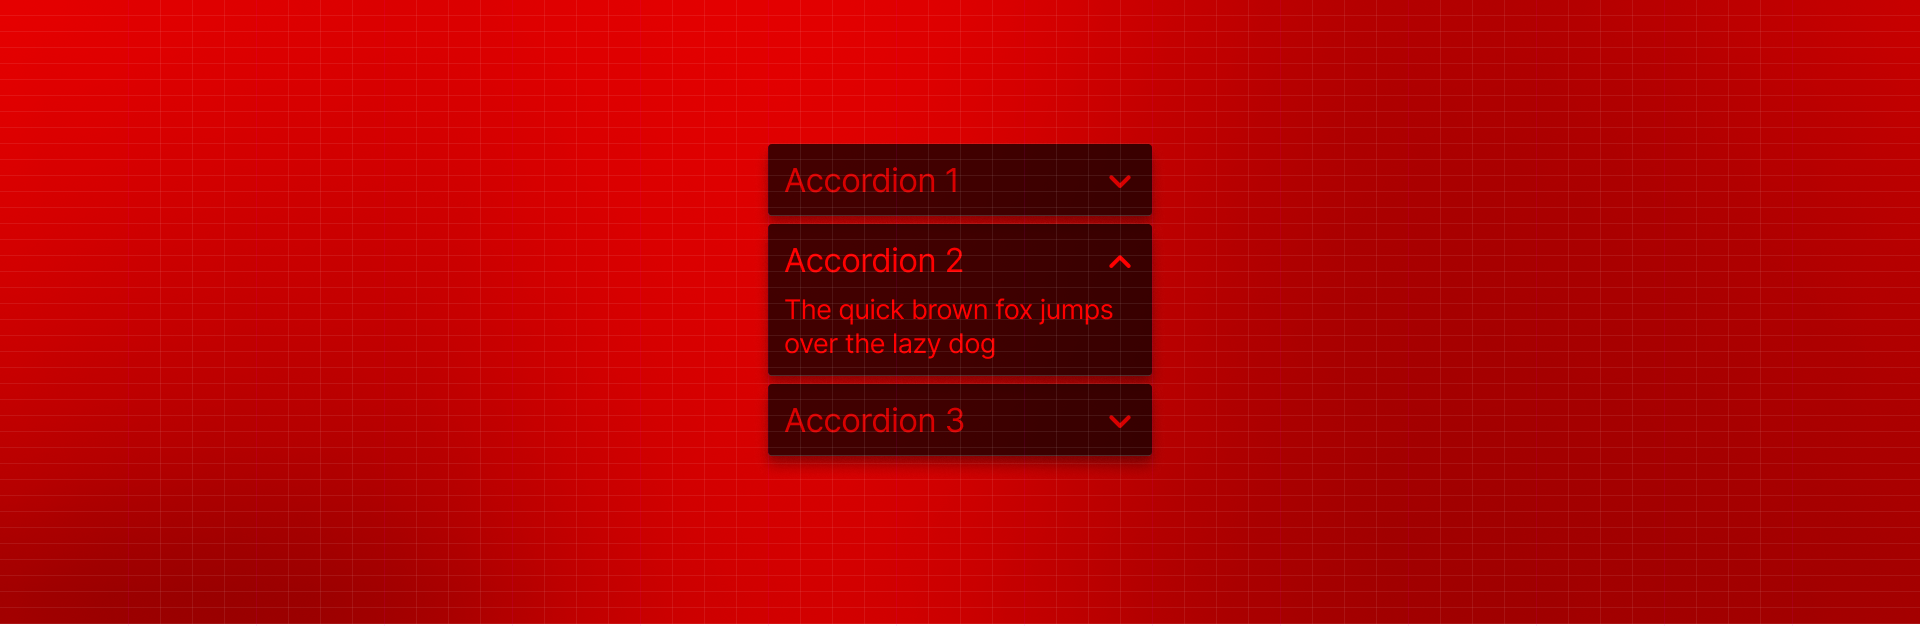 Accordion 1
Accordion 2
The quick brown fox jumps
over the lazy dog
Accordion 3